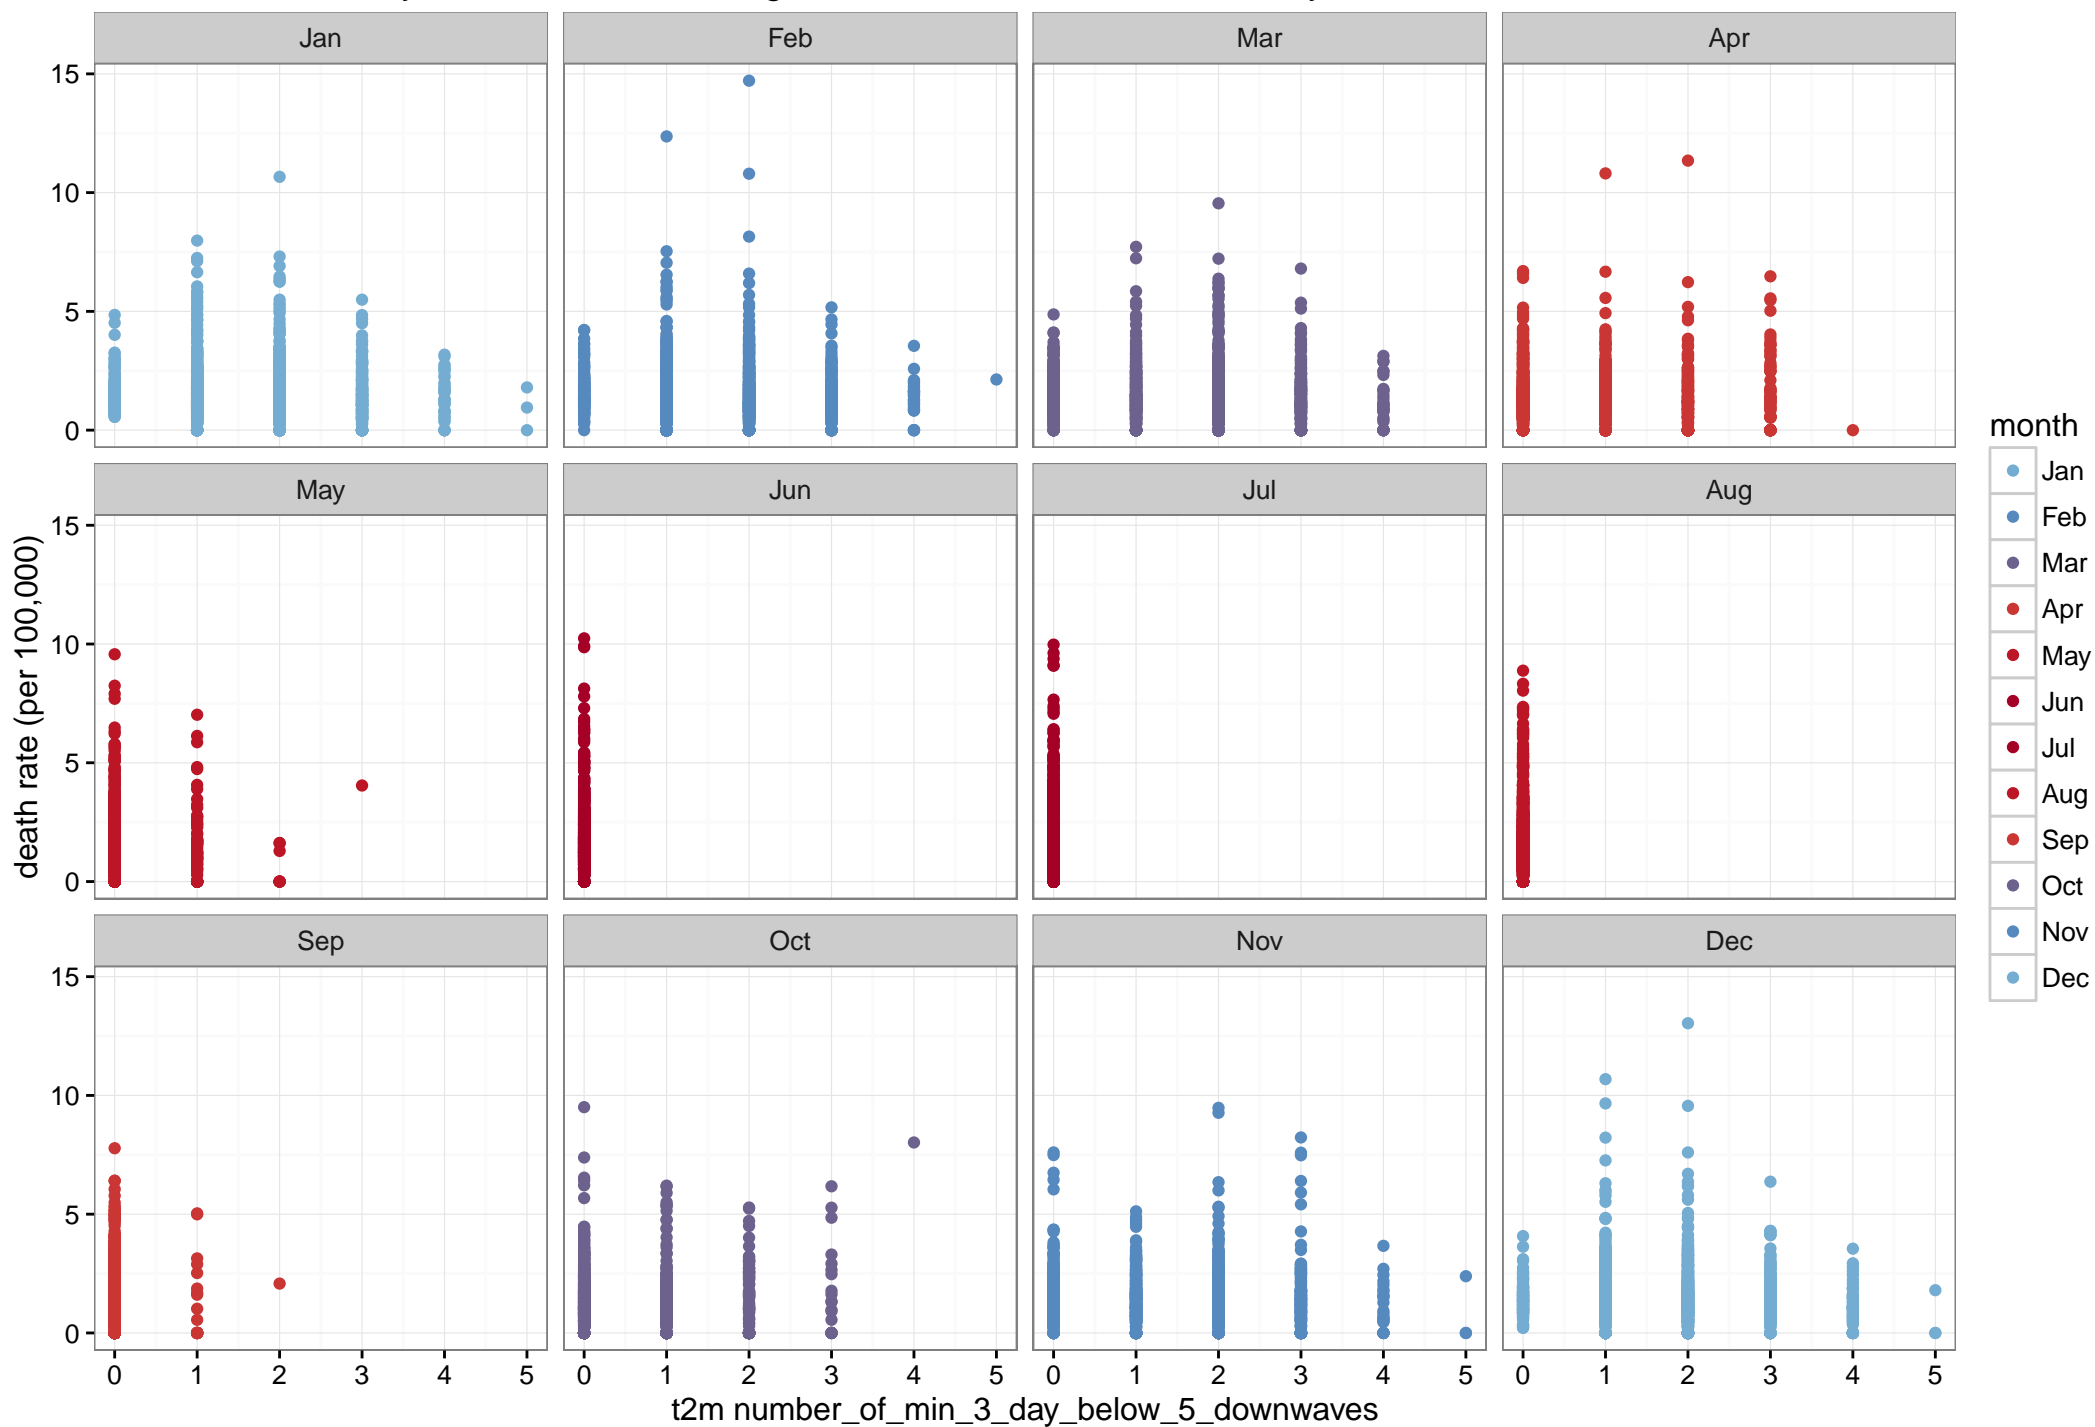 Jan Feb Mar Apr
15
10
5
0
May Jun Jul Aug
15
10
5
0
death rate (per 100,000)
Sep Oct Nov Dec
15
10
5
0
0 1 2 3 4 5 0 1 2 3 4 5 0 1 2 3 4 5 0 1 2 3 4 5
t2m number_of_min_3_day_below_5_downwaves
month
Jan
Feb
Mar
Apr
May
Jun
Jul
Aug
Sep
Oct
Nov
Dec